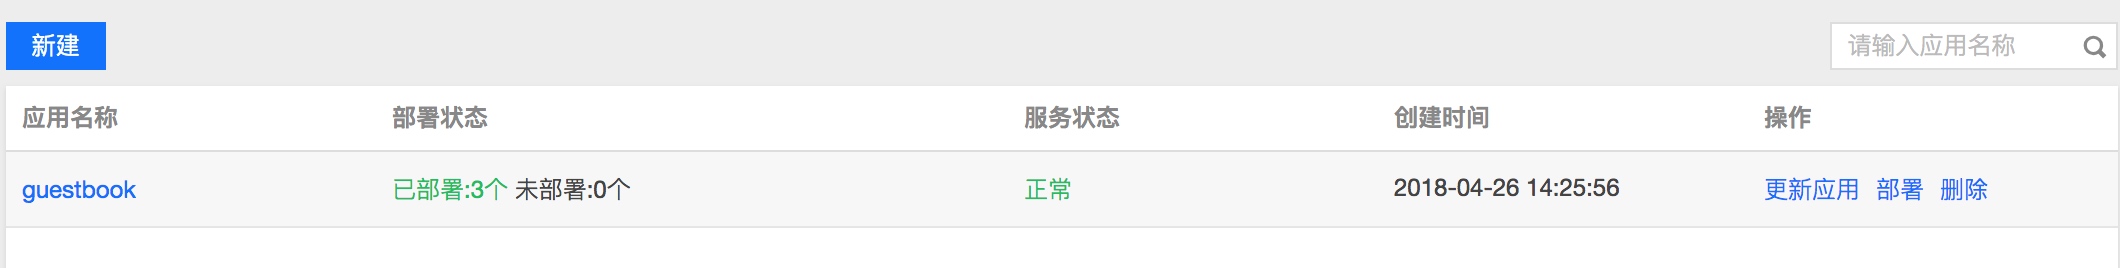 新建 请输入应用名称
应用名称 部署状态 服务状态 创建时间 操作
guestbook 已部署:3个 未部署:0个 正常 2018-04-26 14:25:56 更新应用 部署 删除